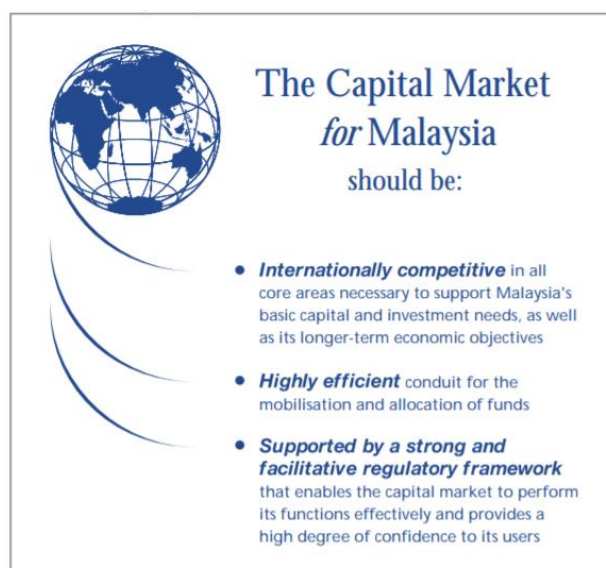 The Capital Market
for Malaysia
should be:
● Internationally competitive in all
core areas necessary to support Malaysia's
basic capital and investment needs, as well
as its longer-term economic objectives
● Highly efficient conduit for the
mobilisation and allocation of funds
● Supported by a strong and
facilitative regulatory framework
that enables the capital market to perform
its functions effectively and provides a
high degree of confidence to its users